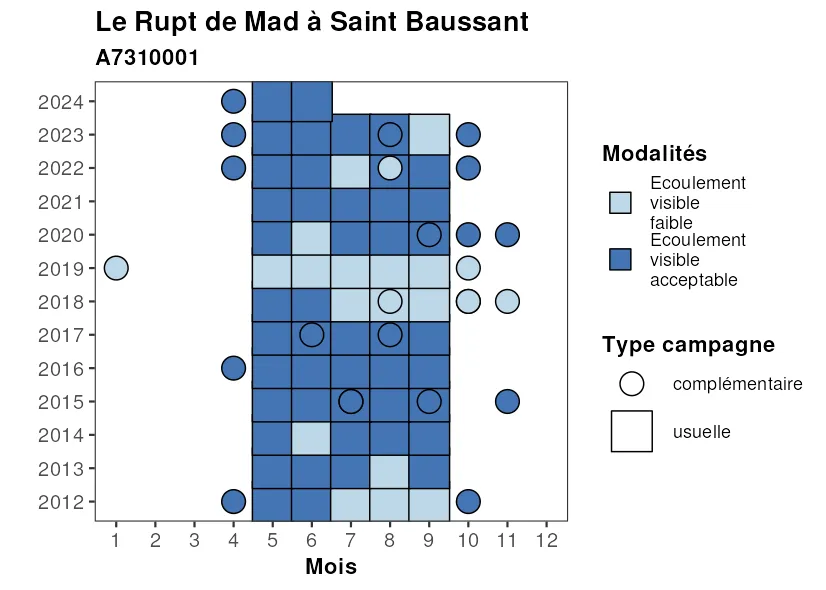 Le Rupt de Mad à Saint Baussant
A7310001
2024
2023
2022
2021
2020
2019
2018
2017
2016
2015
2014
2013
2012
1 2 3 4 5 6 7 8 9 10 11 12
Mois
Modalités
Ecoulement
visible
faible
Ecoulement
visible
acceptable
Type campagne
complémentaire
usuelle